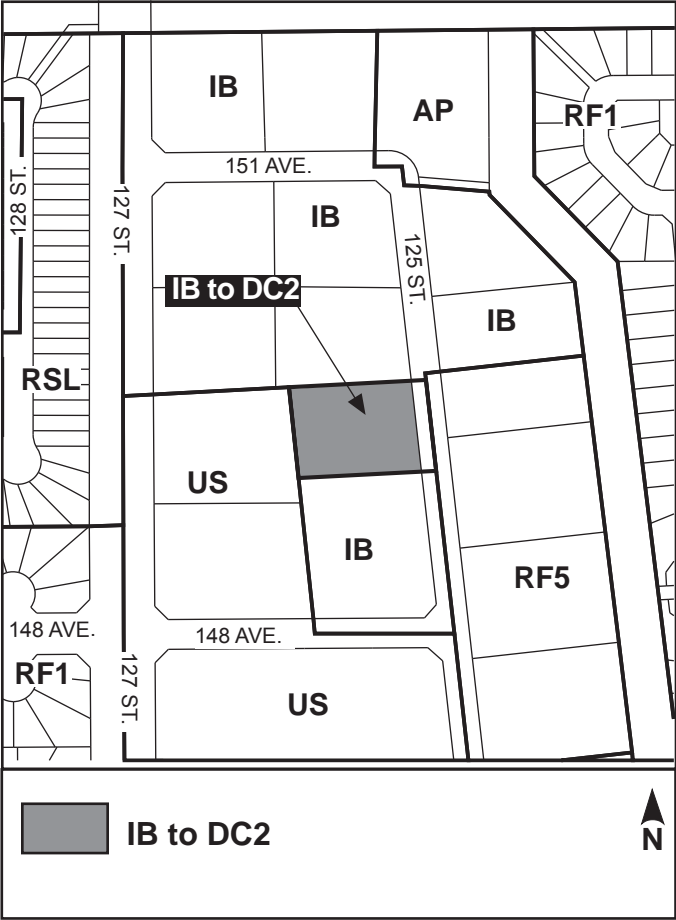 IB
AP
RF1
151 AVE.
128 ST.
127 ST.
IB
125 ST.
IB to DC2
IB
RSL
US
IB
RF5
148 AVE.
148 AVE.
RF1
127 ST.
US
IB to DC2
N